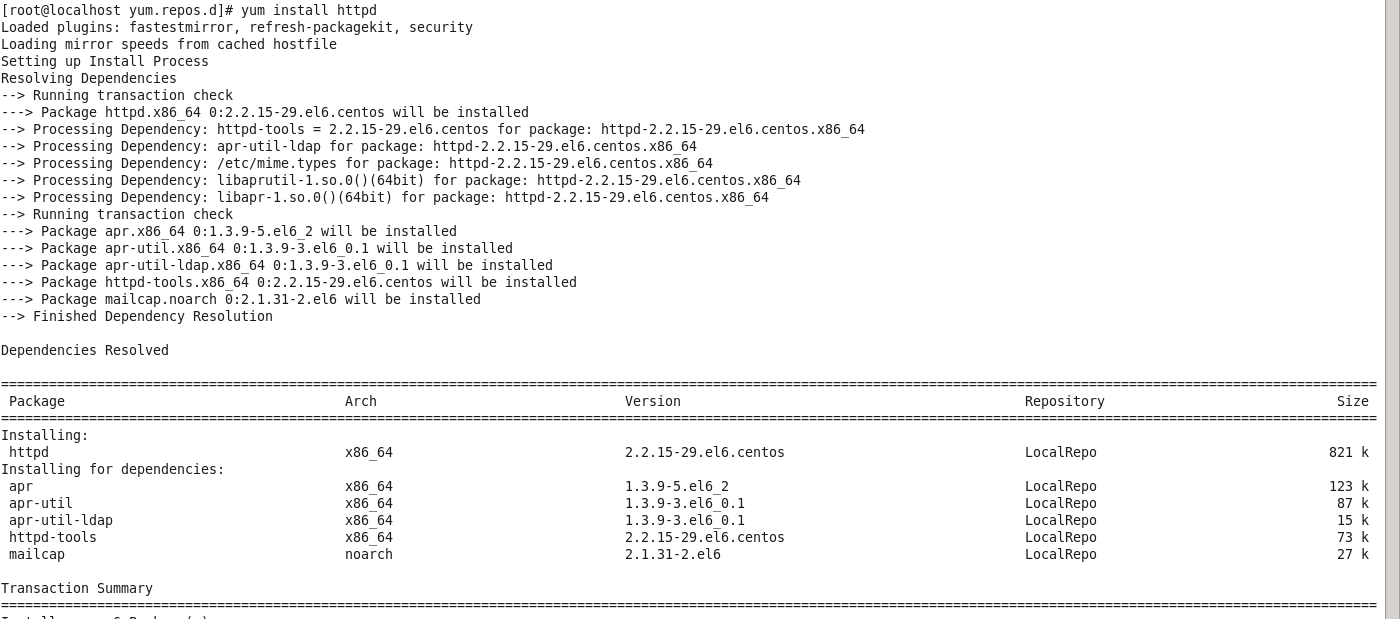 [root@localhost yum.repos.d]# yum install httpd
Loaded plugins: fastestmirror, refresh-packagekit, security
Loading mirror speeds from cached hostfile
Setting up Install Process
Resolving Dependencies
--> Running transaction check
---> Package httpd.x86_64 0:2.2.15-29.el6.centos will be installed
--> Processing Dependency: httpd-tools = 2.2.15-29.el6.centos for package: httpd-2.2.15-29.el6.centos.x86_64
--> Processing Dependency: apr-util-ldap for package: httpd-2.2.15-29.el6.centos.x86_64
--> Processing Dependency: /etc/mime.types for package: httpd-2.2.15-29.el6.centos.x86_64
--> Processing Dependency: libaprutil-1.so.0()(64bit) for package: httpd-2.2.15-29.el6.centos.x86_64
--> Processing Dependency: libapr-1.so.0()(64bit) for package: httpd-2.2.15-29.el6.centos.x86_64
--> Running transaction check
---> Package apr.x86_64 0:1.3.9-5.el6_2 will be installed
---> Package apr-util.x86_64 0:1.3.9-3.el6_0.1 will be installed
---> Package apr-util-ldap.x86_64 0:1.3.9-3.el6_0.1 will be installed
---> Package httpd-tools.x86_64 0:2.2.15-29.el6.centos will be installed
---> Package mailcap.noarch 0:2.1.31-2.el6 will be installed
--> Finished Dependency Resolution
Dependencies Resolved
Package Arch Version Repository Size
Installing:
httpd x86_64 2.2.15-29.el6.centos LocalRepo 821 k
Installing for dependencies:
apr x86_64 1.3.9-5.el6_2 LocalRepo 123 k
apr-util x86_64 1.3.9-3.el6_0.1 LocalRepo 87 k
apr-util-ldap x86_64 1.3.9-3.el6_0.1 LocalRepo 15 k
httpd-tools x86_64 2.2.15-29.el6.centos LocalRepo 73 k
mailcap noarch 2.1.31-2.el6 LocalRepo 27 k
Transaction Summary